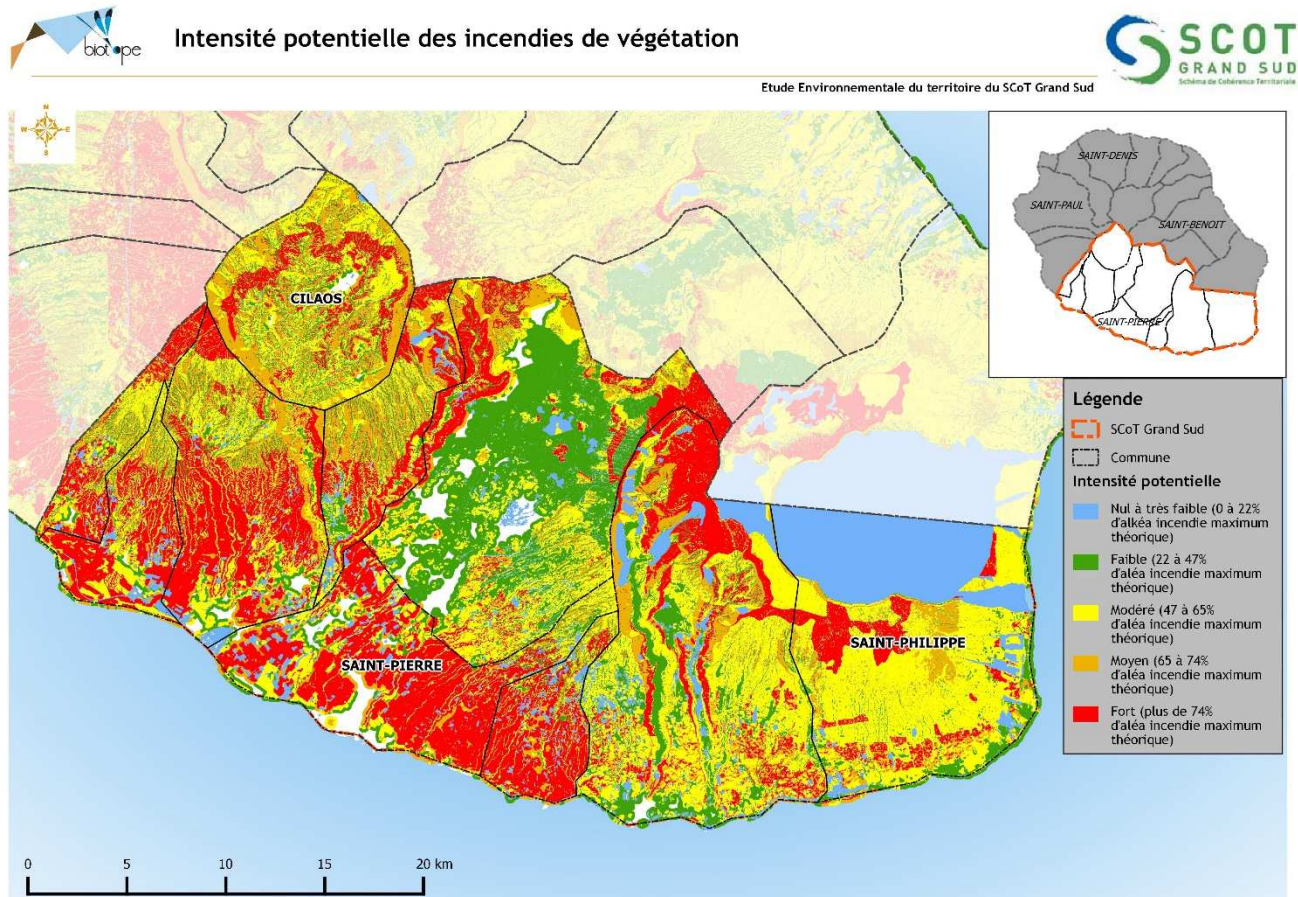 biotope
Intensité potentielle des incendies de végétation
SCOT
GRAND SUD
Schéma de Cohérence Territoriale
Etude Environnementale du territoire du SCoT Grand Sud
N
W E
S
SAINT-DENIS
SAINT-PAUL
SAINT-BENOIT
SAINT-PIERRE
CILAOS
SAINT-PIERRE
SAINT-PHILIPPE
Légende
SCoT Grand Sud
Commune
Intensité potentielle
Nul à très faible (0 à 22%
d'alkéa incendie maximum
théorique)
Faible (22 à 47%
d'aléa incendie maximum
théorique)
Modéré (47 à 65%
d'aléa incendie maximum
théorique)
Moyen (65 à 74%
d'aléa incendie maximum
théorique)
Fort (plus de 74%
d'aléa incendie maximum
théorique)
0 5 10 15 20 km